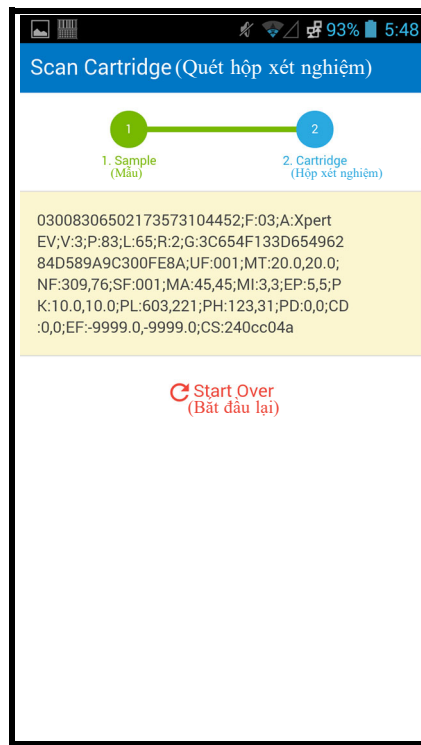 93% 5:48
Scan Cartridge (Quét hộp xét nghiệm)
1 2
1. Sample 2. Cartridge
(Mẫu) (Hộp xét nghiệm)
03008306502173573104452;F:03;A:Xpert
EV;V:3;P:83;L:65;R:2;G:3C654F133D654962
84D589A9C300FE8A;UF:001;MT:20.0,20.0;
NF:309,76;SF:001;MA:45,45;MI:3,3;EP:5,5;P
K:10.0,10.0;PL:603,221;PH:123,31;PD:0,0;CD
:0,0;EF:-9999.0,-9999.0;CS:240cc04a
Start Over
(Bắt đầu lại)